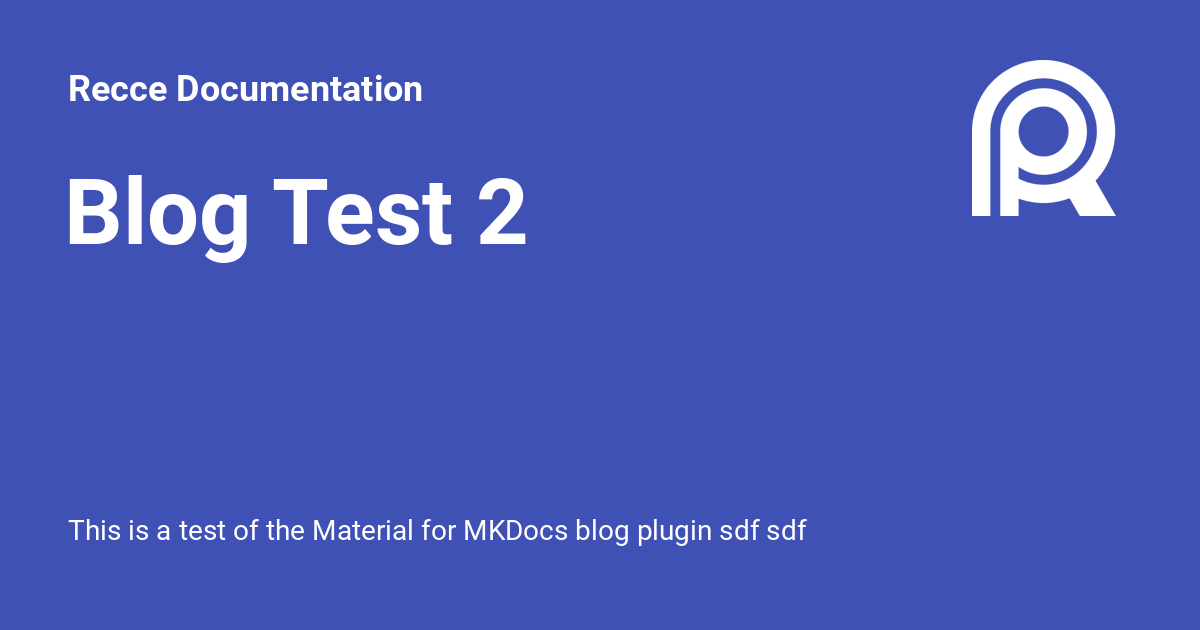 Recce Documentation
Blog Test 2
This is a test of the Material for MKDocs blog plugin sdf sdf